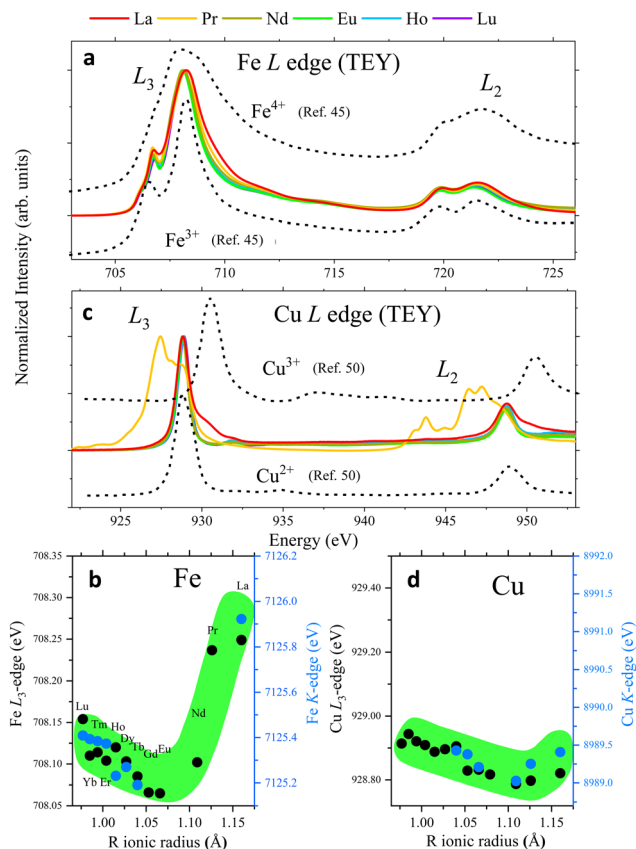 La Pr Nd Eu Ho Lu
a
Fe L edge (TEY)
L3
L2
Fe4+ (Ref. 45)
Fe3+ (Ref. 45)
705 710 715 720 725
Normalized Intensity (arb. units)
c
Cu L edge (TEY)
L3
L2
Cu3+ (Ref. 50)
Cu2+ (Ref. 50)
925 930 935 940 945 950
Energy (eV)
b
Fe
708.35
708.30
708.25
708.20
708.15
708.10
708.05
Fe L3-edge (eV)
7126.2
7126.0
7125.8
7125.6
7125.4
7125.2
Fe K-edge (eV)
La
Pr
Nd
Lu
Tm
Ho
Dy
Tb
Gd
Eu
Yb
Er
1.00 1.05 1.10 1.15
R ionic radius (Å)
d
Cu
929.40
929.20
929.00
928.80
Cu L3-edge (eV)
8992.0
8991.5
8991.0
8990.5
8990.0
8989.5
8989.0
Cu K-edge (eV)
1.00 1.05 1.10 1.15
R ionic radius (Å)